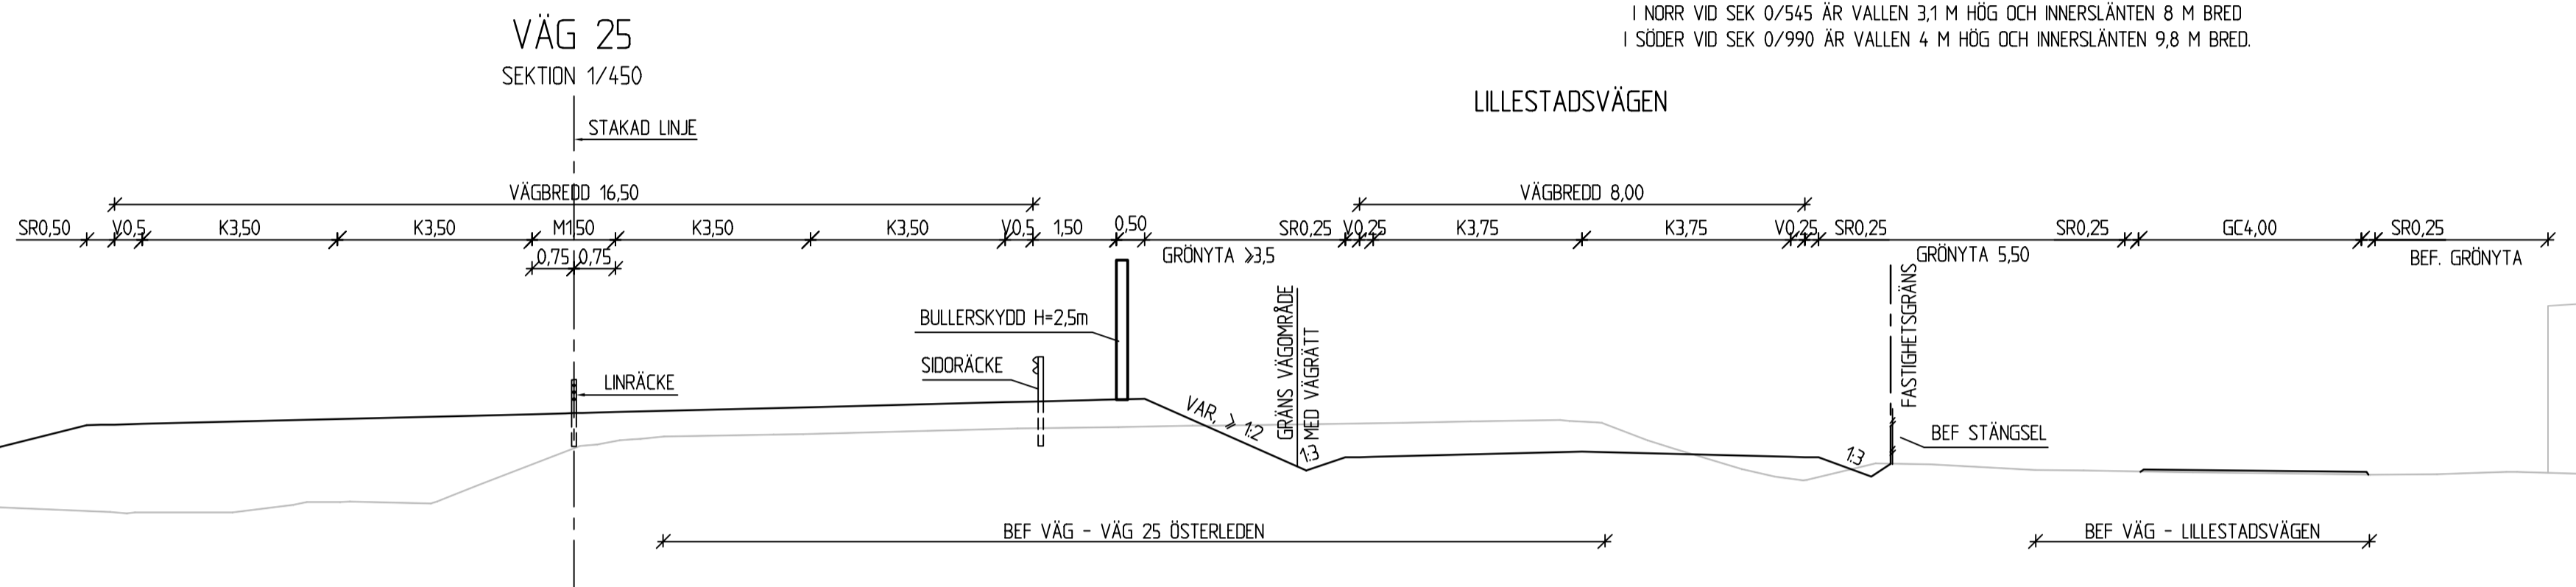 I NORR VID SEK 0/545 ÄR VALLEN 3,1 M HÖG OCH INNERSLÄNTEN 8 M BRED
I SÖDER VID SEK 0/990 ÄR VALLEN 4 M HÖG OCH INNERSLÄNTEN 9,8 M BRED.
VÄG 25
SEKTION 1/450
LILLESTADSVÄGEN
STAKAD LINJE
VÄGBREDD 16,50
VÄGBREDD 8,00
SR0,50 V0,5 K3,50 K3,50 M1,50 K3,50 K3,50 V0,5 1,50 0,50 SR0,25 V0,25 K3,75 K3,75 V0,25 SR0,25 SR0,25 GC4,00 SR0,25
0,75 0,75
GRÖNYTA ≥3,5
GRÖNYTA 5,50
BEF. GRÖNYTA
BULLERSKYDD H=2,5m
SIDORÄCKE
LINRÄCKE
VAR, ≥ 1:2
GRÄNS VÄGOMRÅDE
MED VÄGRÄTT
1:3
1:3
FASTIGHETSGRÄNS
BEF STÄNGSEL
BEF VÄG - VÄG 25 ÖSTERLEDEN
BEF VÄG - LILLESTADSVÄGEN